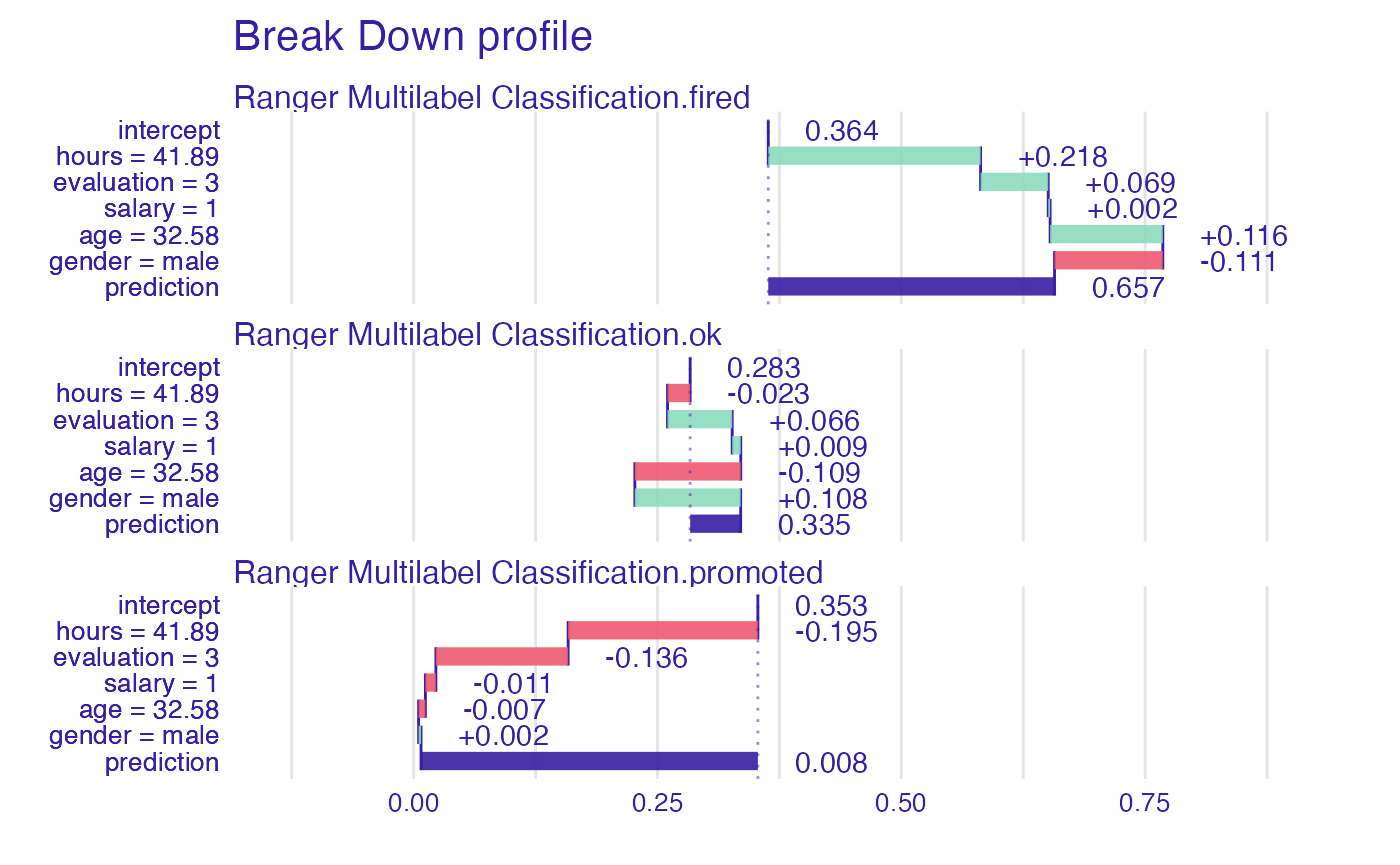 Break Down profile
Ranger Multilabel Classification.fired
intercept 0.364
hours = 41.89 +0.218
evaluation = 3 +0.069
salary = 1 +0.002
age = 32.58 +0.116
gender = male -0.111
prediction 0.657
Ranger Multilabel Classification.ok
intercept 0.283
hours = 41.89 -0.023
evaluation = 3 +0.066
salary = 1 +0.009
age = 32.58 -0.109
gender = male +0.108
prediction 0.335
Ranger Multilabel Classification.promoted
intercept 0.353
hours = 41.89 -0.195
evaluation = 3 -0.136
salary = 1 -0.011
age = 32.58 -0.007
gender = male +0.002
prediction 0.008
0.00 0.25 0.50 0.75